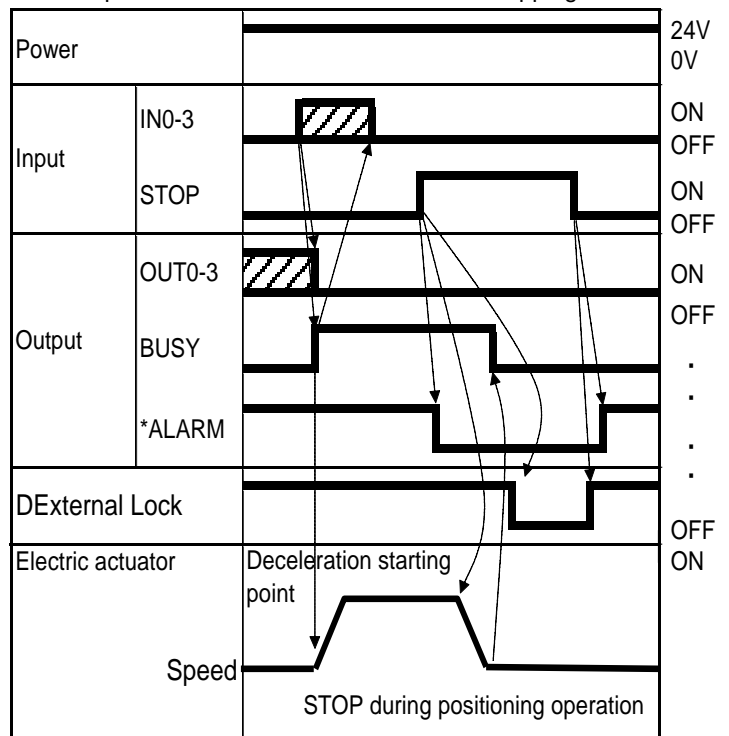 Power
24V
0V
Input
IN0-3
ON
OFF
STOP
ON
OFF
Output
OUT0-3
ON
OFF
BUSY
*ALARM
DExternal Lock
OFF
Electric actuator
Deceleration starting
point
ON
Speed
STOP during positioning operation